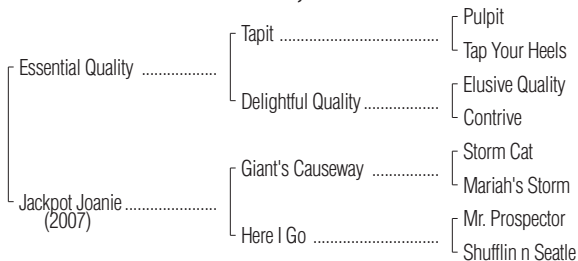 Pulpit
Tapit
Tap Your Heels
Essential Quality
Elusive Quality
Delightful Quality
Contrive
Storm Cat
Giant's Causeway
Mariah's Storm
Jackpot Joanie
(2007)
Mr. Prospector
Here I Go
Shufflin n Seatle